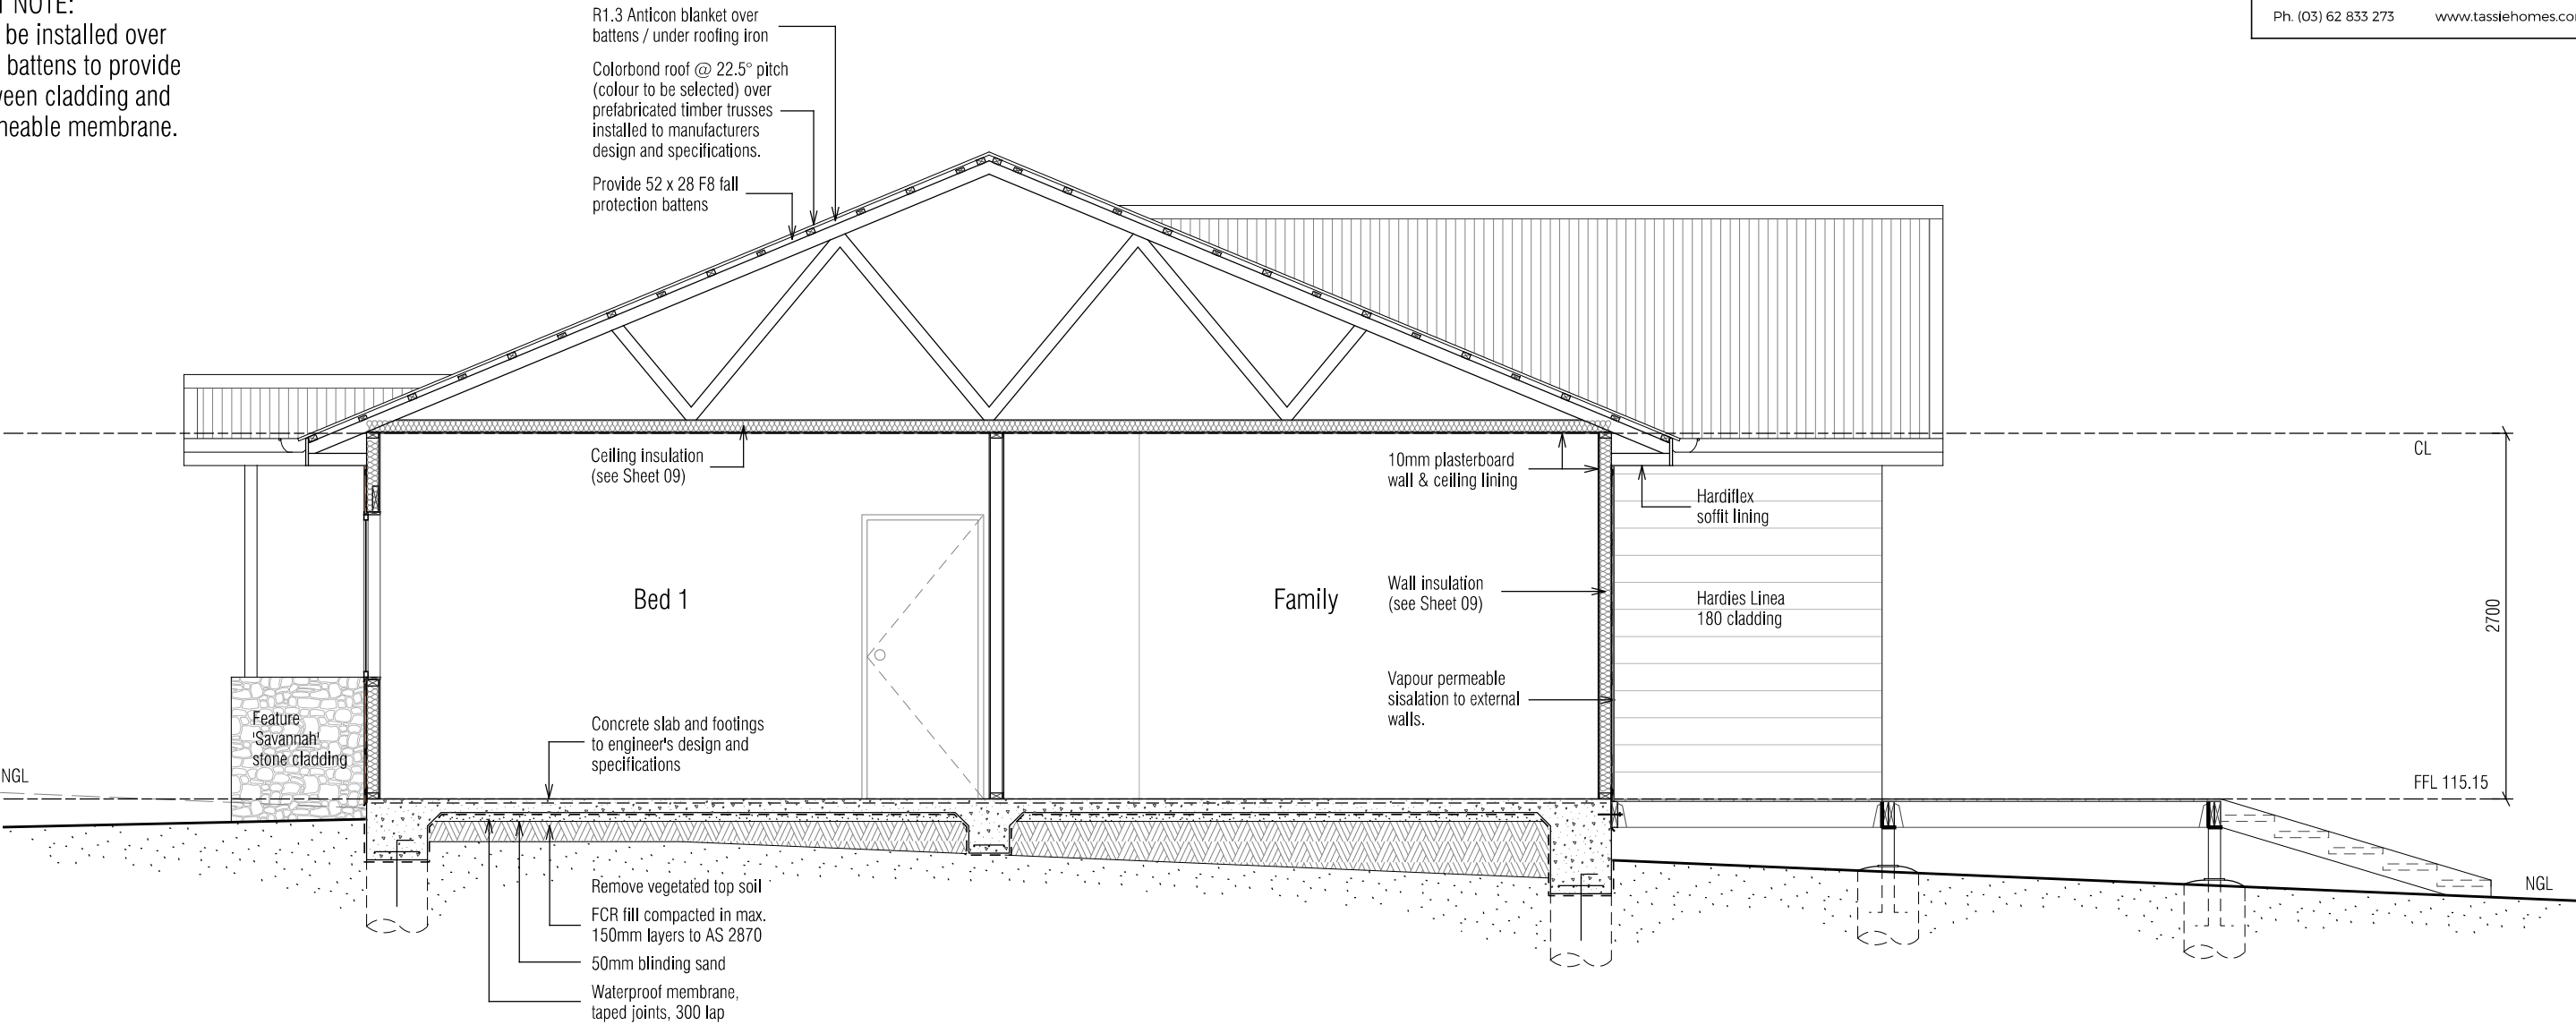 NOTE:
be installed over
battens to provide
cladding and
membrane.
R1.3 Anticon blanket over
battens / under roofing iron
Colorbond roof @ 22.5° pitch
(colour to be selected) over
prefabricated timber trusses
installed to manufacturers
design and specifications.
Provide 52 x 28 F8 fall
protection battens
Ph. (03) 62 833 273 www.tassiehomes.co
Ceiling insulation
(see Sheet 09)
10mm plasterboard
wall & ceiling lining
CL
Hardiflex
soffit lining
Bed 1
Family
Wall insulation
(see Sheet 09)
Hardies Linea
180 cladding
2700
Vapour permeable
sisalation to external
walls.
Feature
'Savannah'
stone cladding
Concrete slab and footings
to engineer's design and
specifications
NGL
FFL 115.15
Remove vegetated top soil
FCR fill compacted in max.
150mm layers to AS 2870
50mm blinding sand
Waterproof membrane,
taped joints, 300 lap
NGL